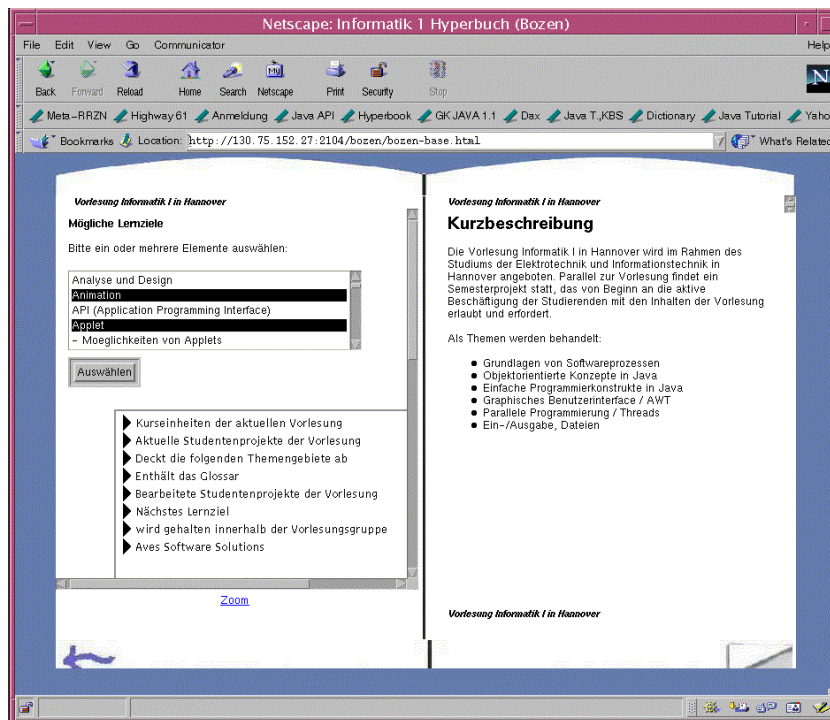 Netscape: Informatik 1 Hyperbuch (Bozen)
File Edit View Go Communicator Help
Back Forward Reload Home Search Netscape Print Security Stop
N
Meta-RRZN Highway 61 Anmeldung Java API Hyperbook GK JAVA 1.1 Dax Java T.,KBS Dictionary Java Tutorial Yaho
Bookmarks Location: http://130.75.152.27:2104/bozen/bozen-base.html What's Related
Vorlesung Informatik I in Hannover
Mögliche Lernziele
Bitte ein oder mehrere Elemente auswählen:
Analyse und Design
Animation
API (Application Programming Interface)
Applet
- Moeglichkeiten von Applets
Auswählen
Kurseinheiten der aktuellen Vorlesung
Aktuelle Studentenprojekte der Vorlesung
Deckt die folgenden Themengebiete ab
Enthält das Glossar
Bearbeitete Studentenprojekte der Vorlesung
Nächstes Lernziel
wird gehalten innerhalb der Vorlesungsgruppe
Aves Software Solutions
Zoom
Vorlesung Informatik I in Hannover
Kurzbeschreibung
Die Vorlesung Informatik I in Hannover wird im Rahmen des
Studiums der Elektrotechnik und Informationstechnik in
Hannover angeboten. Parallel zur Vorlesung findet ein
Semesterprojekt statt, das von Beginn an die aktive
Beschäftigung der Studierenden mit den Inhalten der Vorlesung
erlaubt und erfordert.
Als Themen werden behandelt:
● Grundlagen von Softwareprozessen
● Objektorientierte Konzepte in Java
● Einfache Programmierkonstrukte in Java
● Graphisches Benutzerinterface / AWT
● Parallele Programmierung / Threads
● Ein-/Ausgabe, Dateien
Vorlesung Informatik I in Hannover